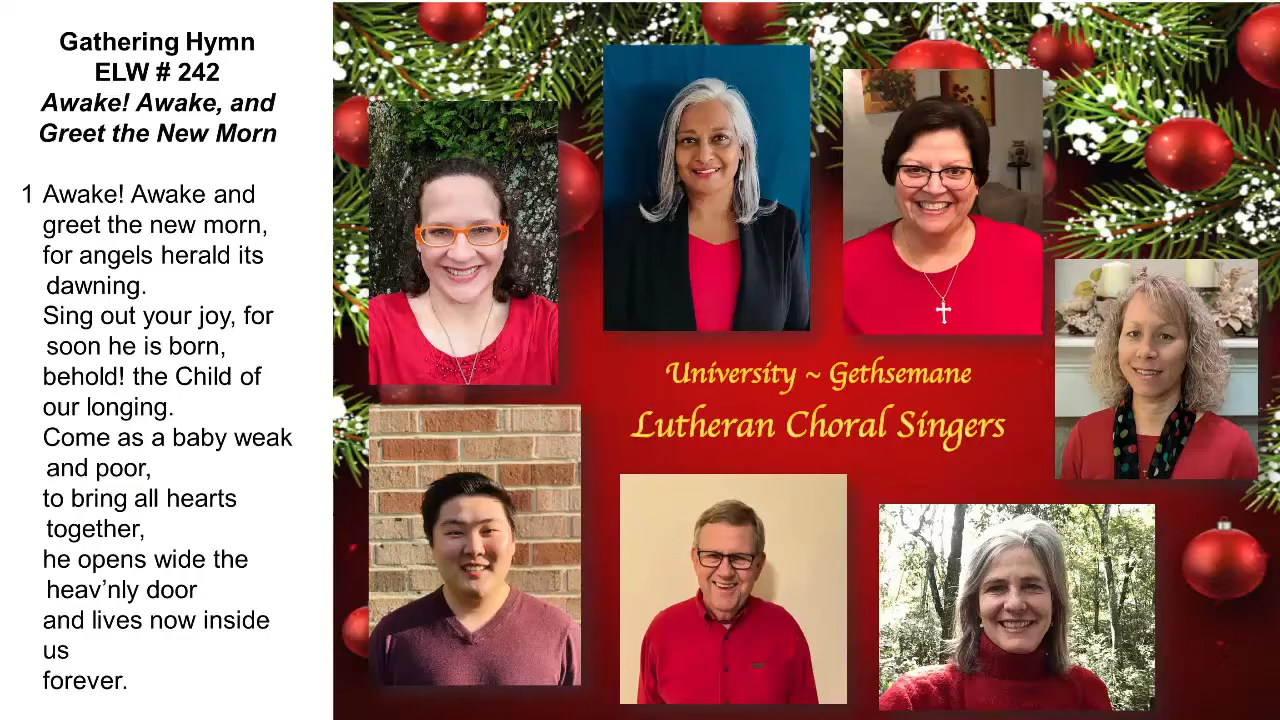 Gathering Hymn
ELW # 242
Awake! Awake, and
Greet the New Morn
1 Awake! Awake and
greet the new morn,
for angels herald its
dawning.
Sing out your joy, for
soon he is born,
behold! the Child of
our longing.
Come as a baby weak
and poor,
to bring all hearts
together,
he opens wide the
heav’nly door
and lives now inside
us
forever.
University ~ Gethsemane
Lutheran Choral Singers